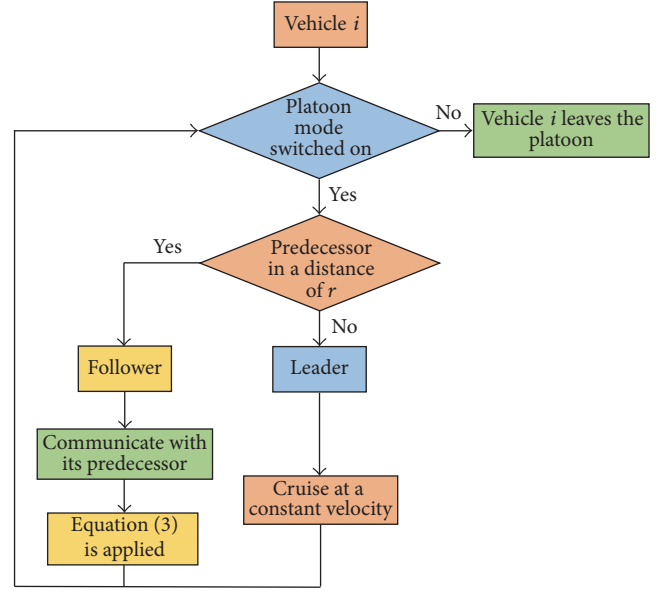 Vehicle i
Platoon
mode
switched on
No
Vehicle i leaves the
platoon
Yes
Predecessor
in a distance
of r
Yes
No
Follower
Leader
Communicate with
its predecessor
Cruise at a
constant velocity
Equation (3)
is applied